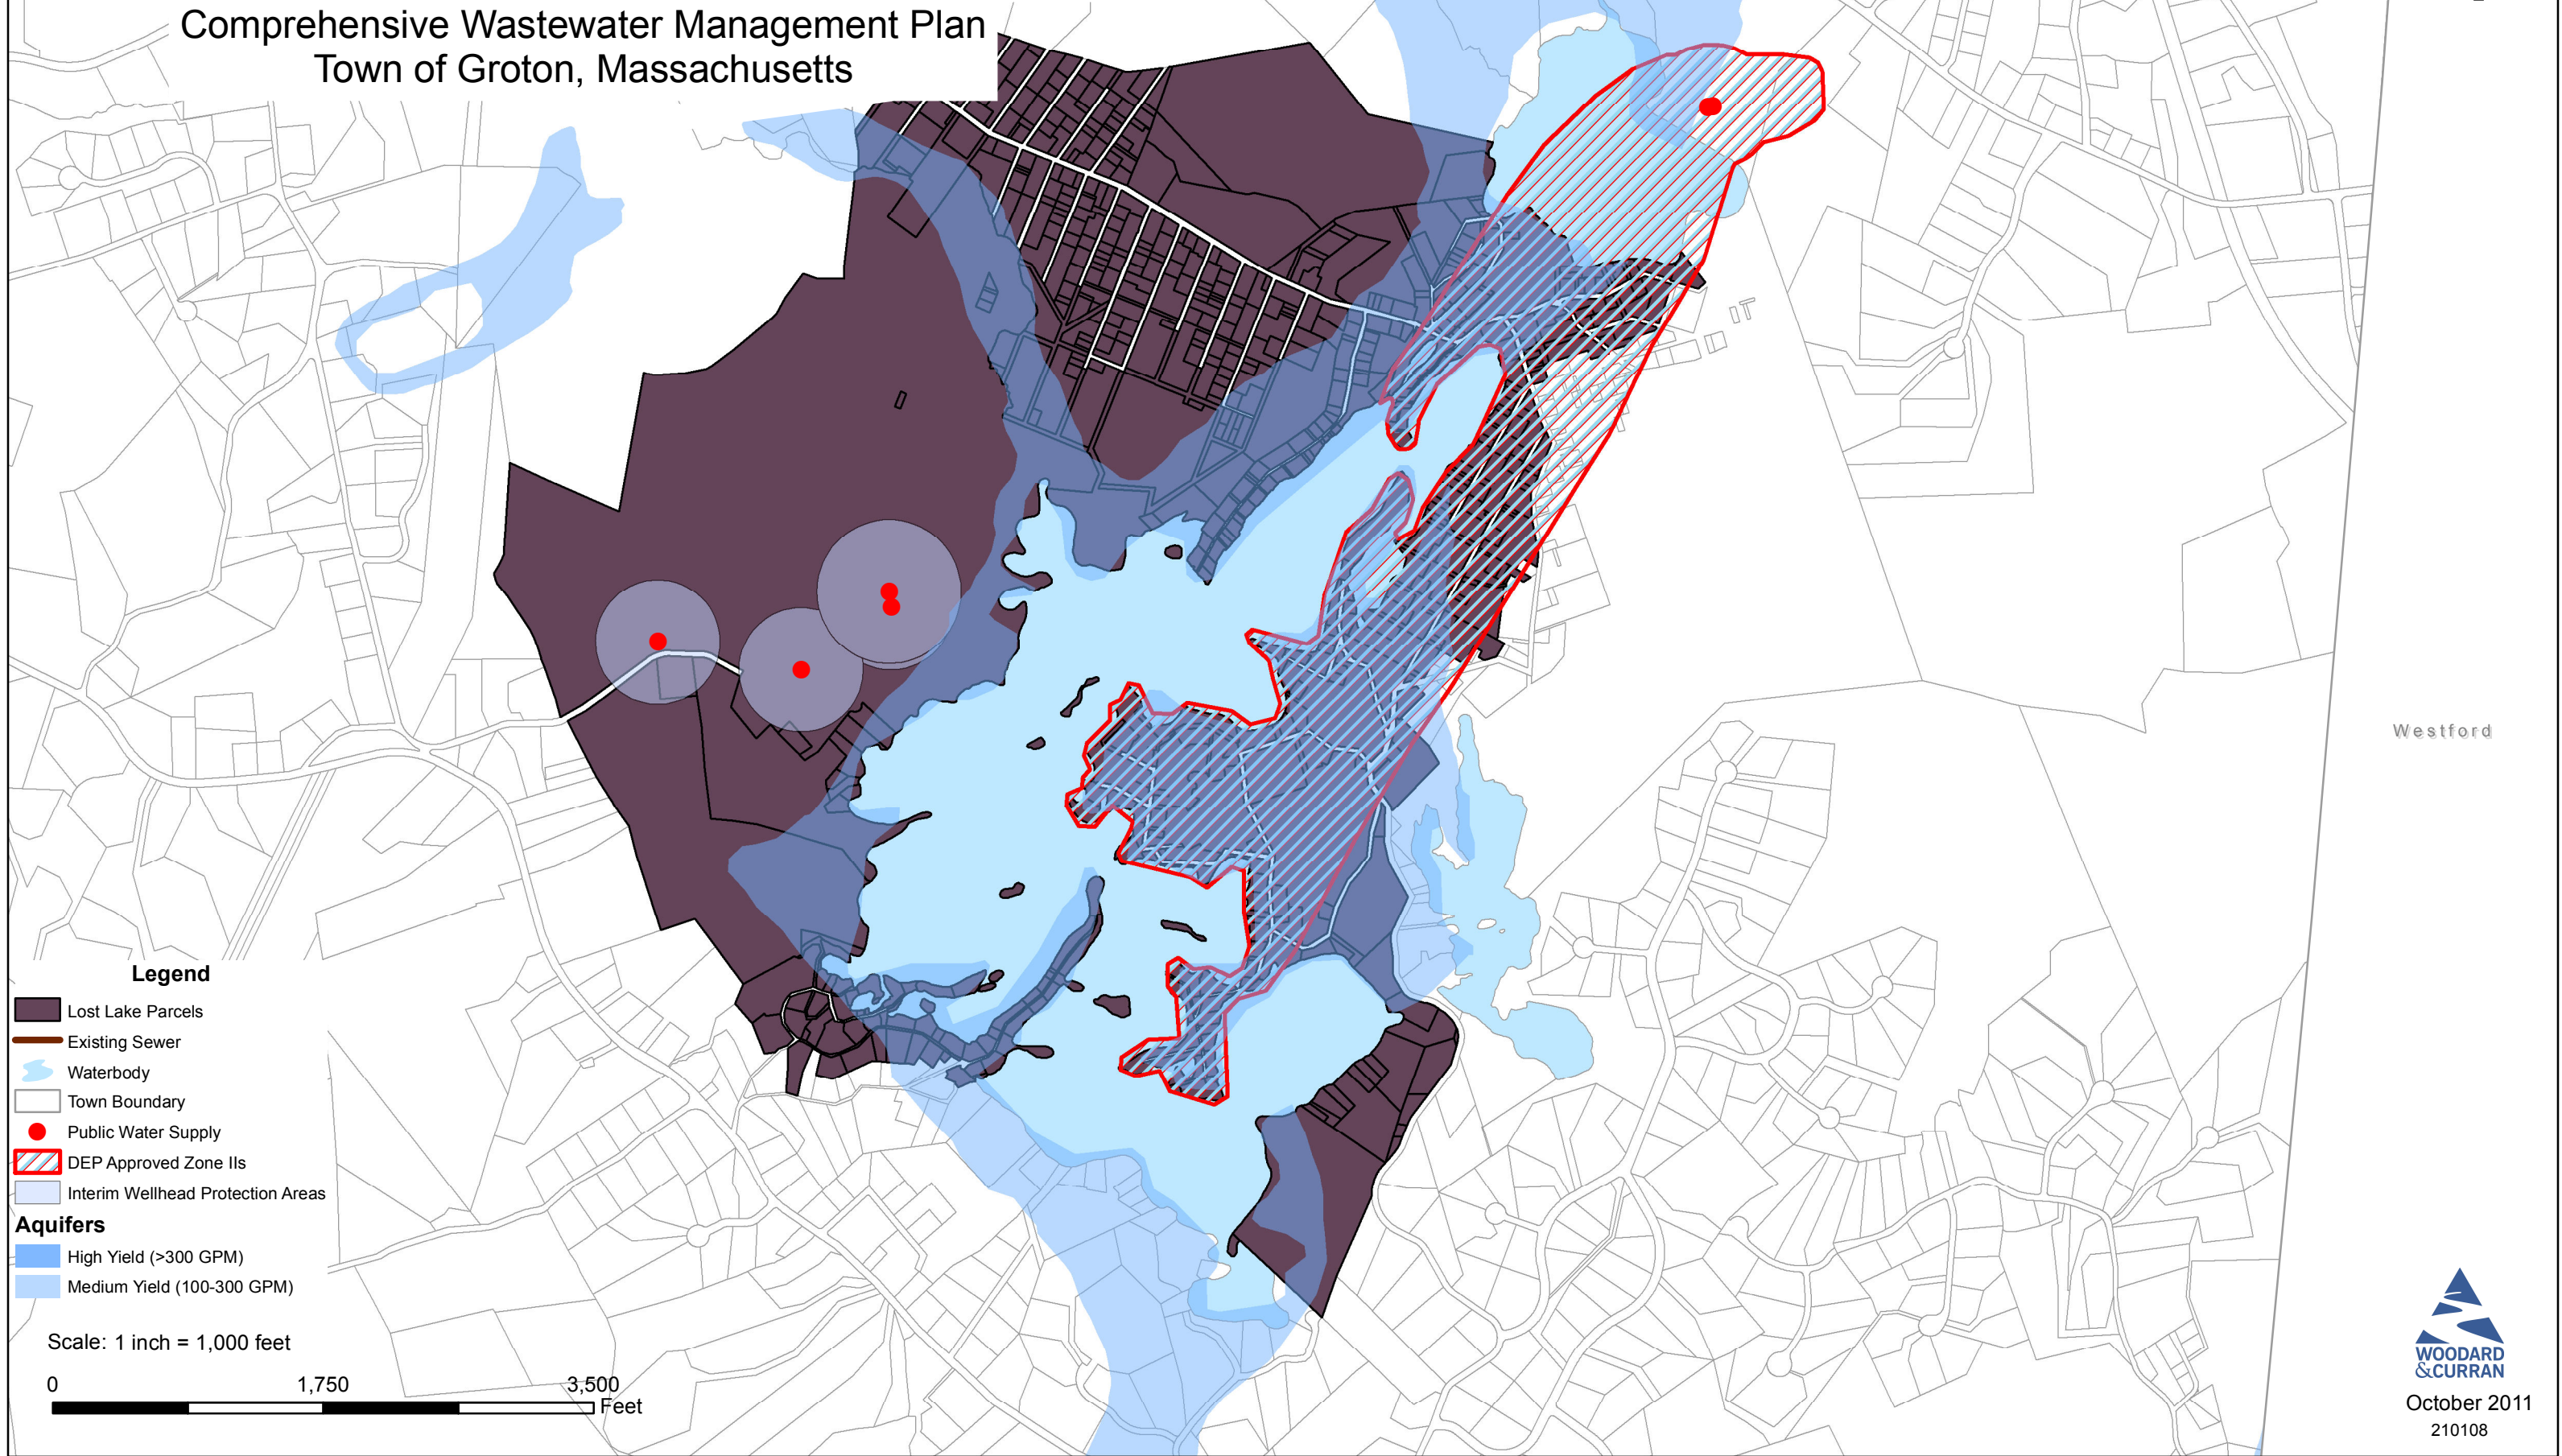 Comprehensive Wastewater Management Plan
Town of Groton, Massachusetts
Westford
Legend
Lost Lake Parcels
Existing Sewer
Waterbody
Town Boundary
Public Water Supply
DEP Approved Zone IIs
Interim Wellhead Protection Areas
Aquifers
High Yield (>300 GPM)
Medium Yield (100-300 GPM)
Scale: 1 inch = 1,000 feet
0 1,750 3,500
Feet
WOODARD
&CURRAN
October 2011
210108